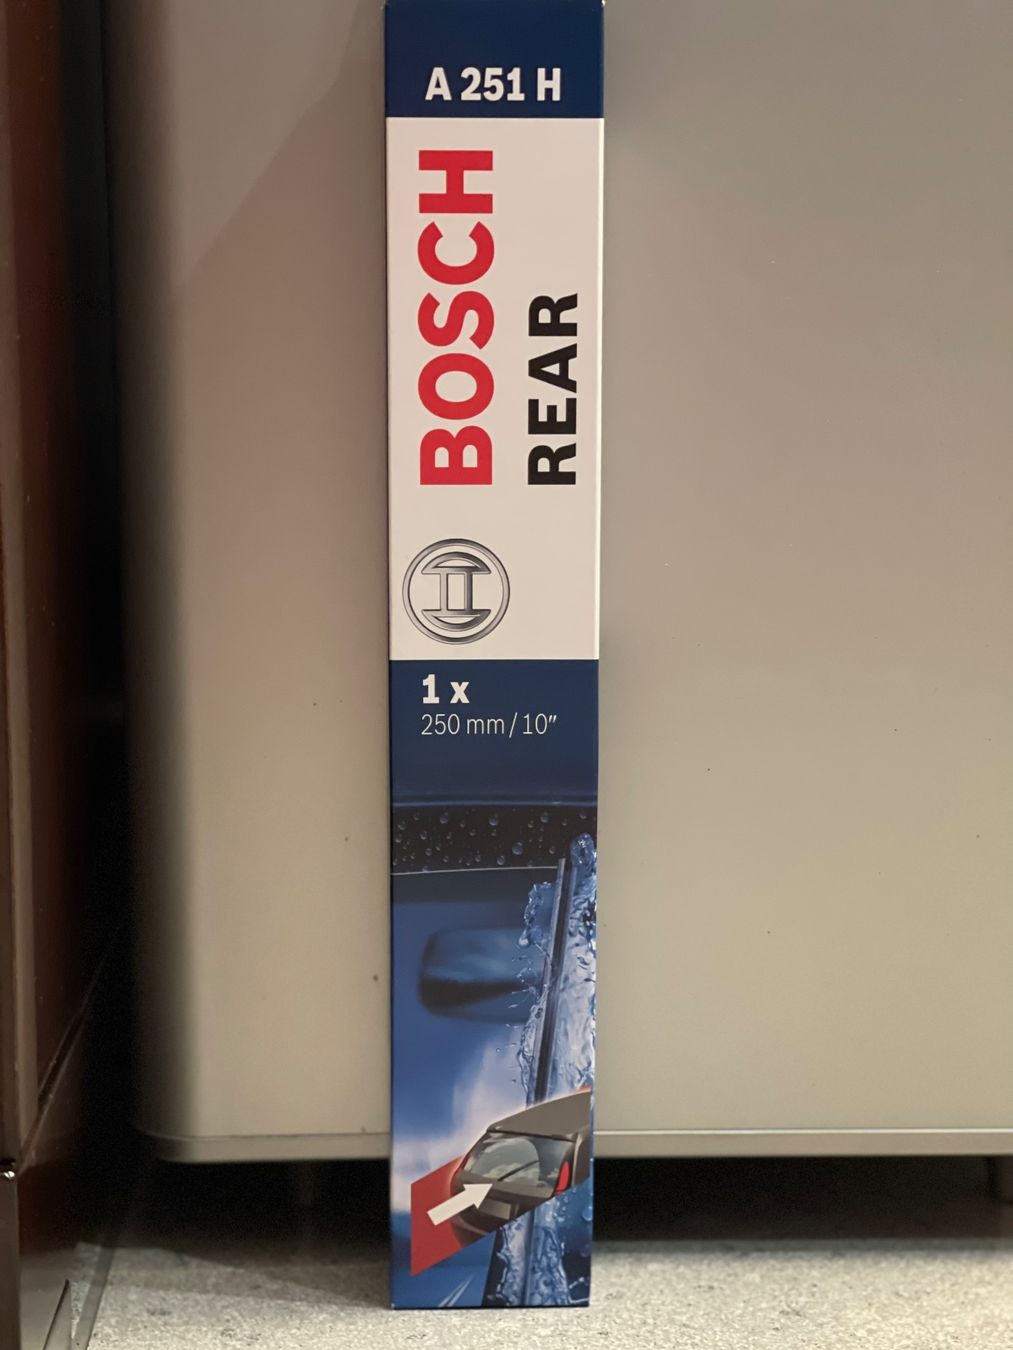 A 251 H
BOSCH
REAR
1 x
250 mm / 10″